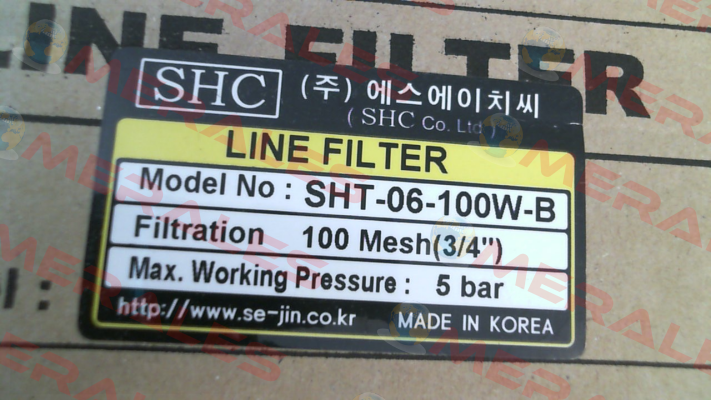 LINE FILTER
SHC (주) 에스에이치씨
( SHC Co. Ltd )
LINE FILTER
Model No : SHT-06-100W-B
Filtration 100 Mesh(3/4")
Max. Working Pressure : 5 bar
http://www.se-jin.co.kr MADE IN KOREA
OMERALES